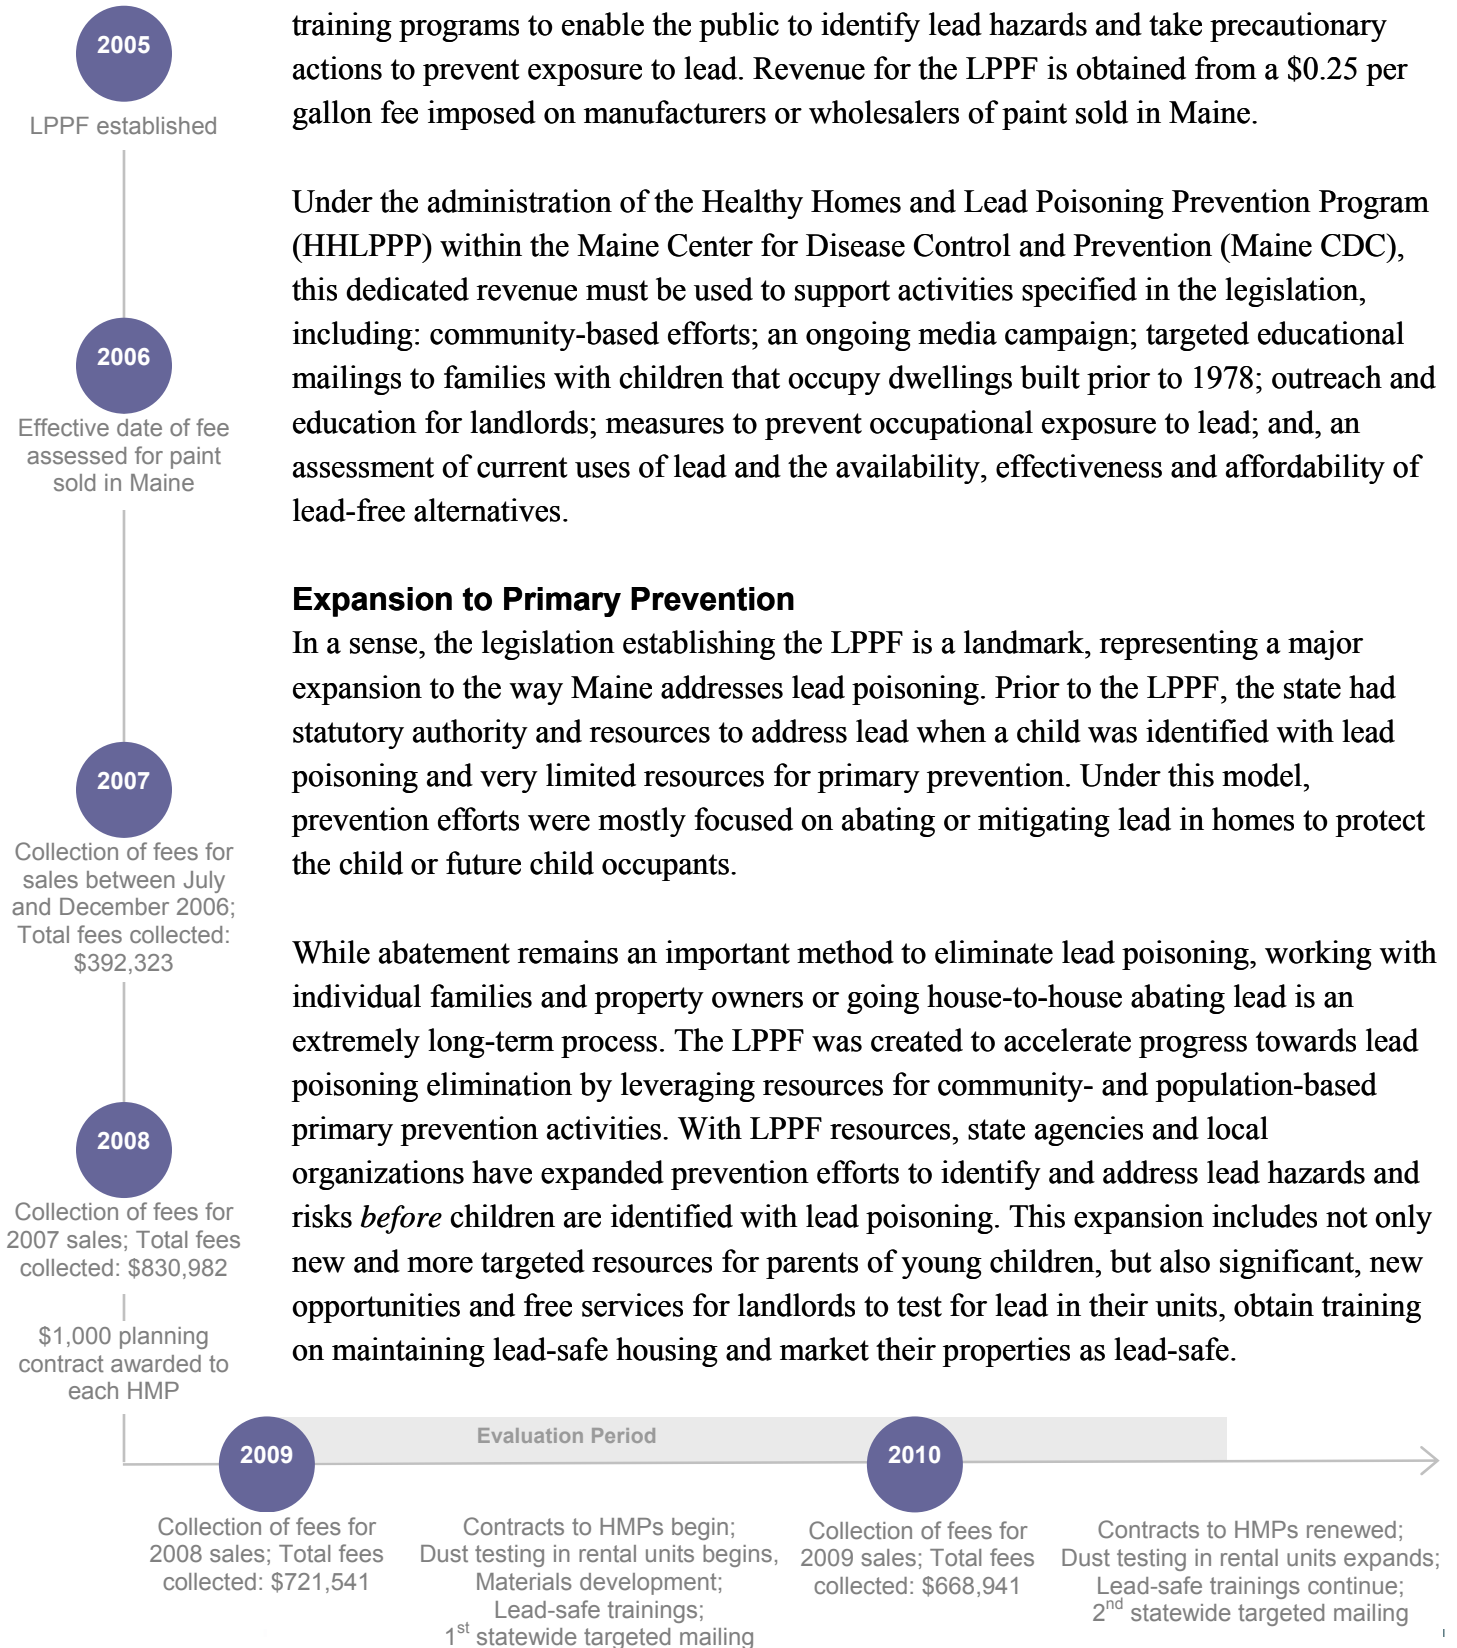 training programs to enable the public to identify lead hazards and take precautionary
actions to prevent exposure to lead. Revenue for the LPPF is obtained from a $0.25 per
gallon fee imposed on manufacturers or wholesalers of paint sold in Maine.
Under the administration of the Healthy Homes and Lead Poisoning Prevention Program
(HHLPPP) within the Maine Center for Disease Control and Prevention (Maine CDC),
this dedicated revenue must be used to support activities specified in the legislation,
including: community-based efforts; an ongoing media campaign; targeted educational
mailings to families with children that occupy dwellings built prior to 1978; outreach and
education for landlords; measures to prevent occupational exposure to lead; and, an
assessment of current uses of lead and the availability, effectiveness and affordability of
lead-free alternatives.
Expansion to Primary Prevention
In a sense, the legislation establishing the LPPF is a landmark, representing a major
expansion to the way Maine addresses lead poisoning. Prior to the LPPF, the state had
statutory authority and resources to address lead when a child was identified with lead
poisoning and very limited resources for primary prevention. Under this model,
prevention efforts were mostly focused on abating or mitigating lead in homes to protect
the child or future child occupants.
While abatement remains an important method to eliminate lead poisoning, working with
individual families and property owners or going house-to-house abating lead is an
extremely long-term process. The LPPF was created to accelerate progress towards lead
poisoning elimination by leveraging resources for community- and population-based
primary prevention activities. With LPPF resources, state agencies and local
organizations have expanded prevention efforts to identify and address lead hazards and
risks before children are identified with lead poisoning. This expansion includes not only
new and more targeted resources for parents of young children, but also significant, new
opportunities and free services for landlords to test for lead in their units, obtain training
on maintaining lead-safe housing and market their properties as lead-safe.
2005
LPPF established
2006
Effective date of fee
assessed for paint
sold in Maine
2007
Collection of fees for
sales between July
and December 2006;
Total fees collected:
$392,323
2008
Collection of fees for
2007 sales; Total fees
collected: $830,982
$1,000 planning
contract awarded to
each HMP
Evaluation Period
2009
Collection of fees for
2008 sales; Total fees
collected: $721,541
Contracts to HMPs begin;
Dust testing in rental units begins,
Materials development;
Lead-safe trainings;
1st statewide targeted mailing
2010
Collection of fees for
2009 sales; Total fees
collected: $668,941
Contracts to HMPs renewed;
Dust testing in rental units expands;
Lead-safe trainings continue;
2nd statewide targeted mailing